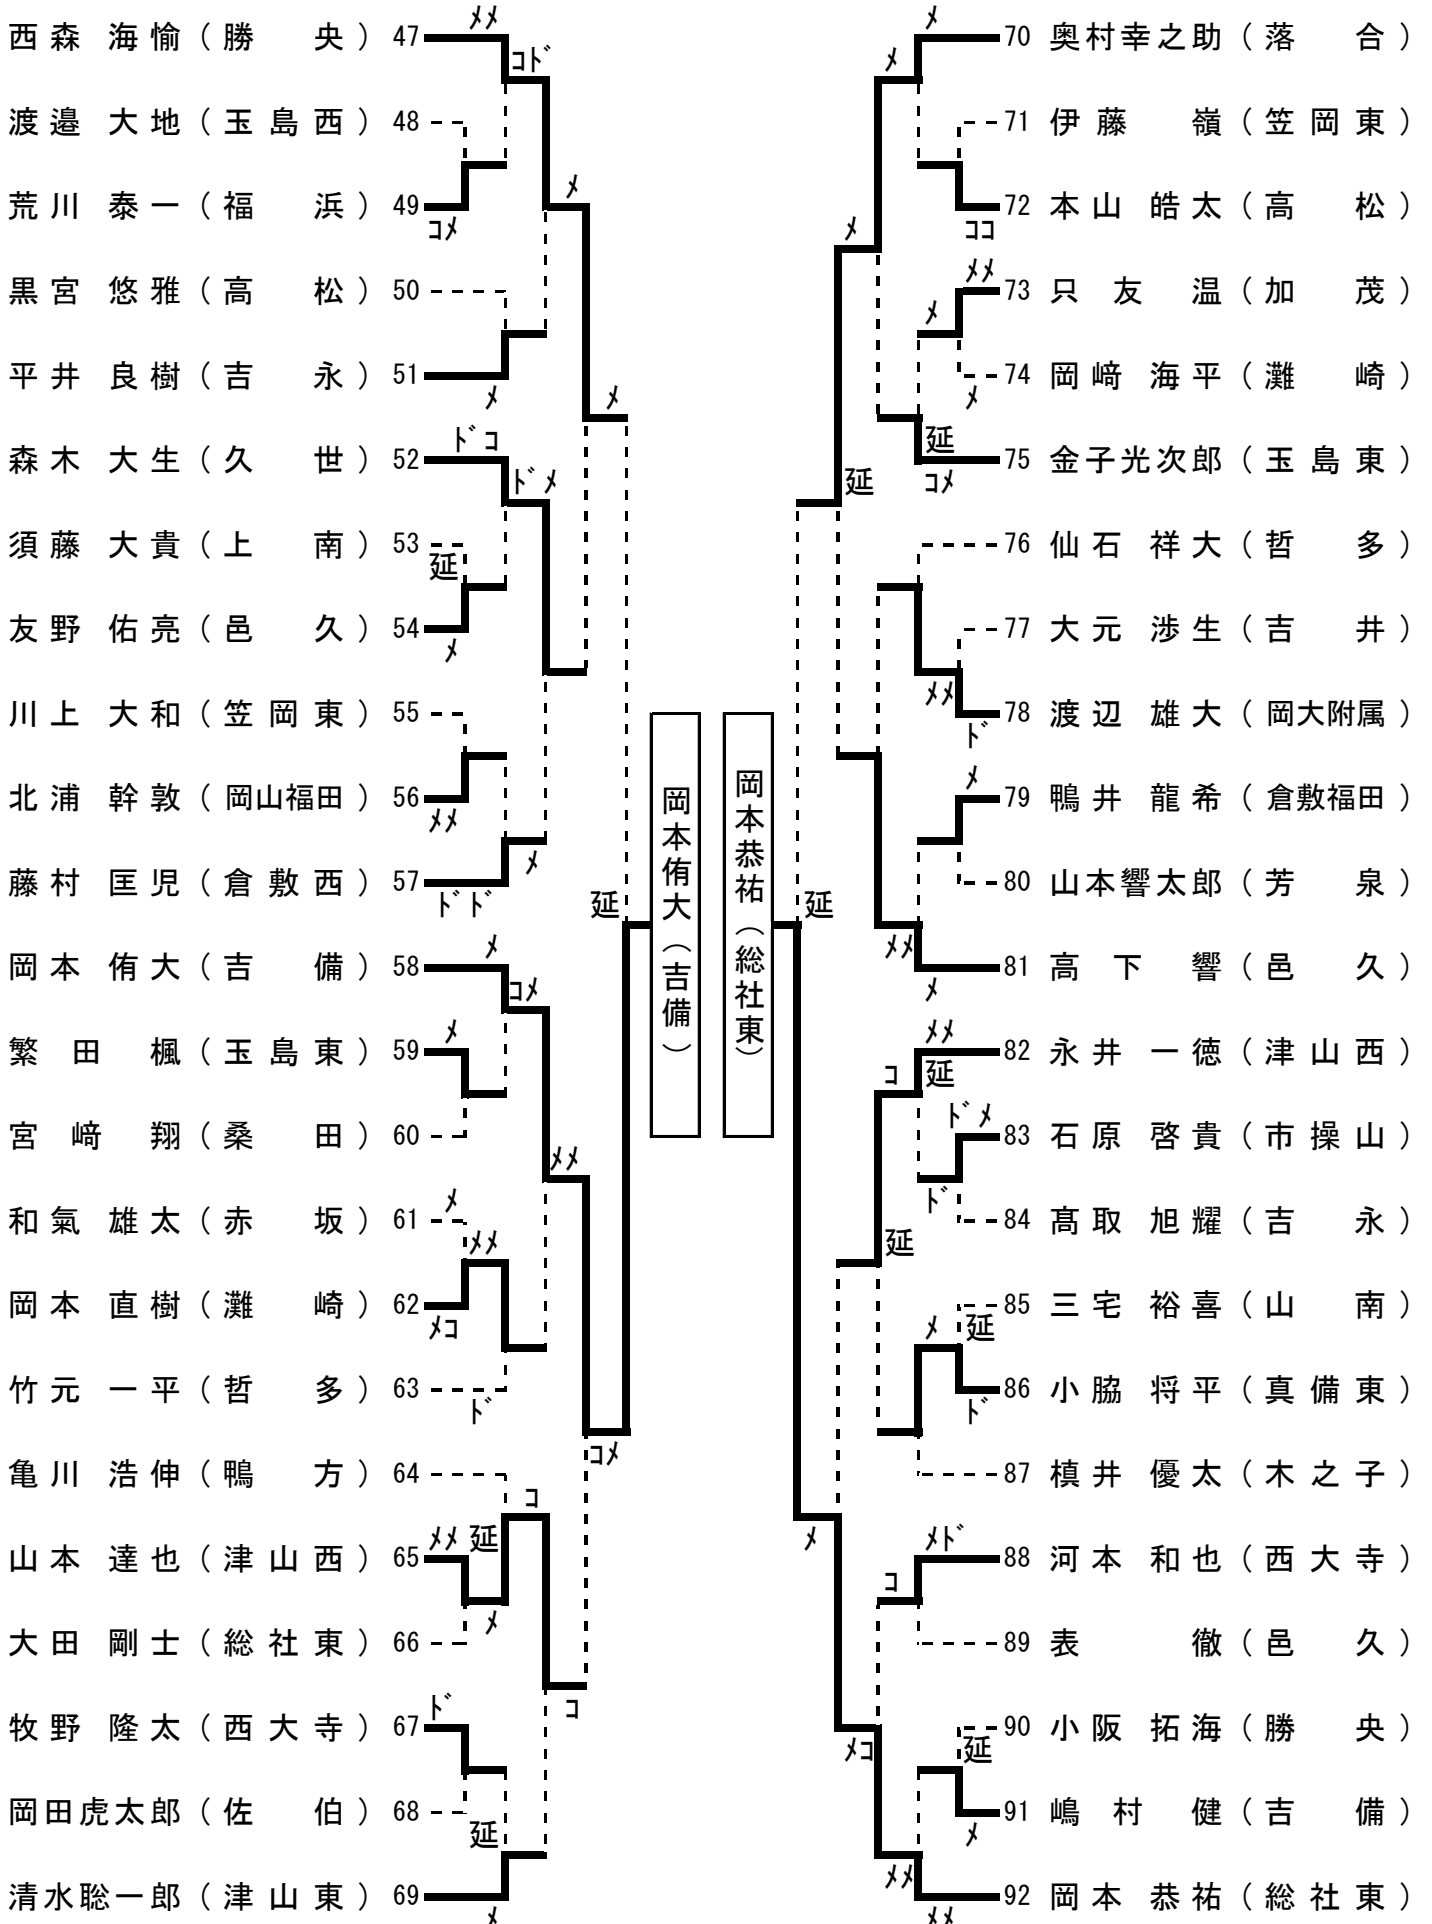 メメ
西森 海愉（勝央）47
コド
渡邉 大地（玉島西）48
荒川 泰一（福浜）49
コメ
メ
黒宮 悠雅（高松）50
平井 良樹（吉永）51
メ
メ
ドコ
森木 大生（久世）52
ドメ
須藤 大貴（上南）53
延
友野 佑亮（邑久）54
メ
川上 大和（笠岡東）55
北浦 幹敦（岡山福田）56
メメ
藤村 匡児（倉敷西）57
メ
ドド
延
メ
岡本 侑大（吉備）58
コメ
メ
繁田 楓（玉島東）59
宮﨑 翔（桑田）60
メメ
メ
和氣 雄太（赤坂）61
メメ
岡本 直樹（灘崎）62
メコ
竹元 一平（哲多）63
ド
コメ
亀川 浩伸（鴨方）64
コ
メメ
延
山本 達也（津山西）65
メ
大田 剛士（総社東）66
コ
ド
牧野 隆太（西大寺）67
岡田虎太郎（佐伯）68
延
清水聡一郎（津山東）69
メ
岡本侑大（吉備）
岡本恭祐（総社東）
メ
70 奥村幸之助（落合）
メ
71 伊藤 嶺（笠岡東）
72 本山 皓太（高松）
ココ
メ
メメ
73 只友 温（加茂）
メ
74 岡﨑 海平（灘崎）
メ
延
75 金子光次郎（玉島東）
コメ
延
76 仙石 祥大（哲多）
77 大元 渉生（吉井）
メメ
78 渡辺 雄大（岡大附属）
ド
メ
79 鴨井 龍希（倉敷福田）
80 山本響太郎（芳泉）
延
メメ
81 高下 響（邑久）
メ
メメ
82 永井 一徳（津山西）
コ
延
ドメ
83 石原 啓貴（市操山）
ド
84 髙取 旭耀（吉永）
延
85 三宅 裕喜（山南）
メ
延
86 小脇 将平（真備東）
ド
87 槙井 優太（木之子）
メ
メド
88 河本 和也（西大寺）
コ
89 表 徹（邑久）
90 小阪 拓海（勝央）
メコ
延
91 嶋村 健（吉備）
メ
メメ
92 岡本 恭祐（総社東）
メメ